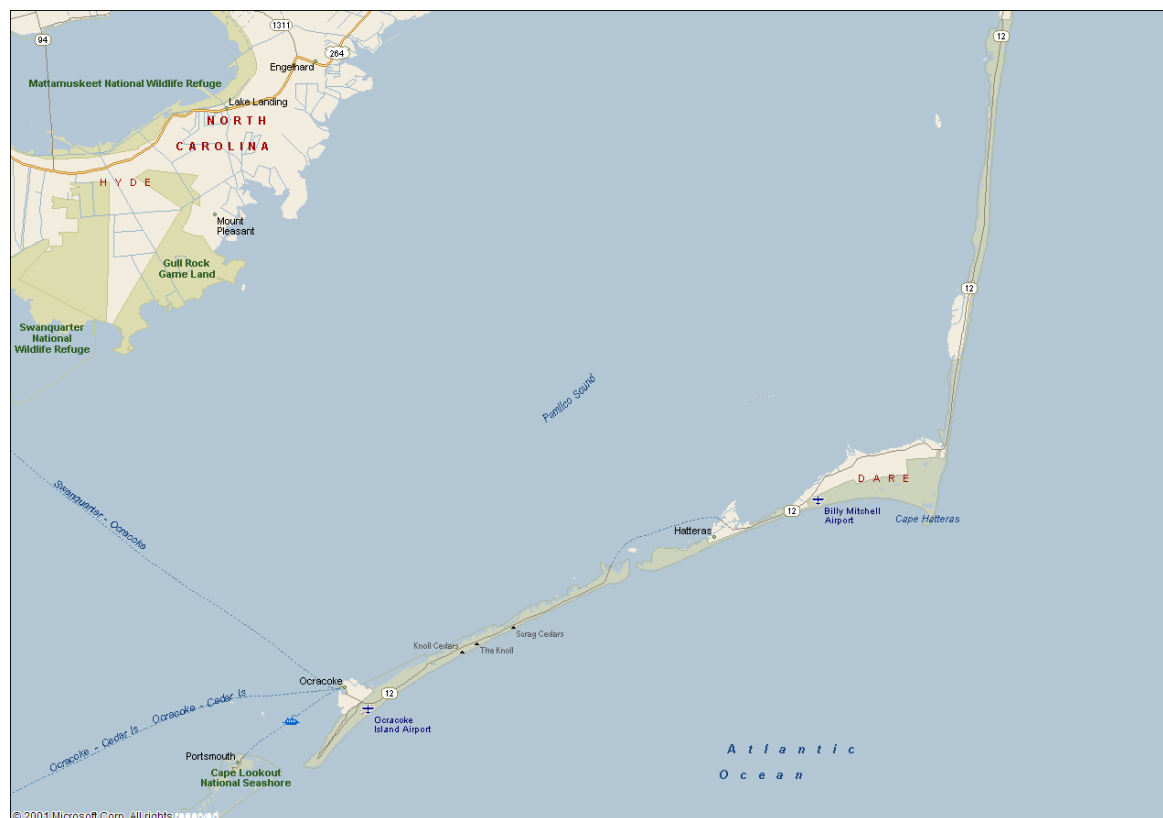 1311
12
94
264
Engelhard
Mattamuskeet National Wildlife Refuge
Lake Landing
NORTH
CAROLINA
HYDE
Mount
Pleasant
Gull Rock
Game Land
12
Swanquarter
National
Wildlife Refuge
Pamlico Sound
DARE
Swanquarter - Ocracoke
Billy Mitchell
Airport
12
Cape Hatteras
Hatteras
Scrag Cedars
Knoll Cedars
The Knoll
Ocracoke
12
Ocracoke - Cedar Is
Ocracoke - Cedar Is
Ocracoke
Island Airport
Portsmouth
Atlantic
Ocean
Cape Lookout
National Seashore
© 2001 Microsoft Corp. All rights reserved